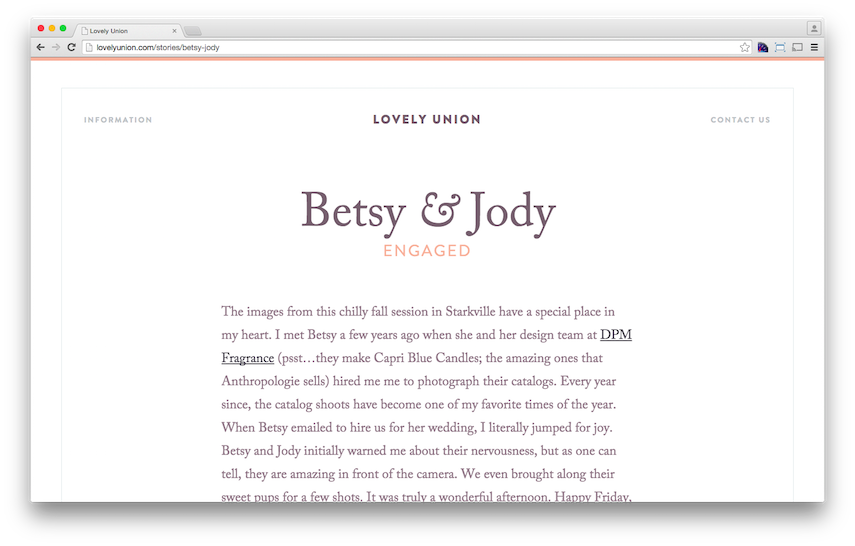 Lovely Union
lovelyunion.com/stories/betsy-jody
INFORMATION
LOVELY UNION
CONTACT US
Betsy & Jody
ENGAGED
The images from this chilly fall session in Starkville have a special place in
my heart. I met Betsy a few years ago when she and her design team at DPM
Fragrance (psst…they make Capri Blue Candles; the amazing ones that
Anthropologie sells) hired me me to photograph their catalogs. Every year
since, the catalog shoots have become one of my favorite times of the year.
When Betsy emailed to hire us for her wedding, I literally jumped for joy.
Betsy and Jody initially warned me about their nervousness, but as one can
tell, they are amazing in front of the camera. We even brought along their
sweet pups for a few shots. It was truly a wonderful afternoon. Happy Friday,